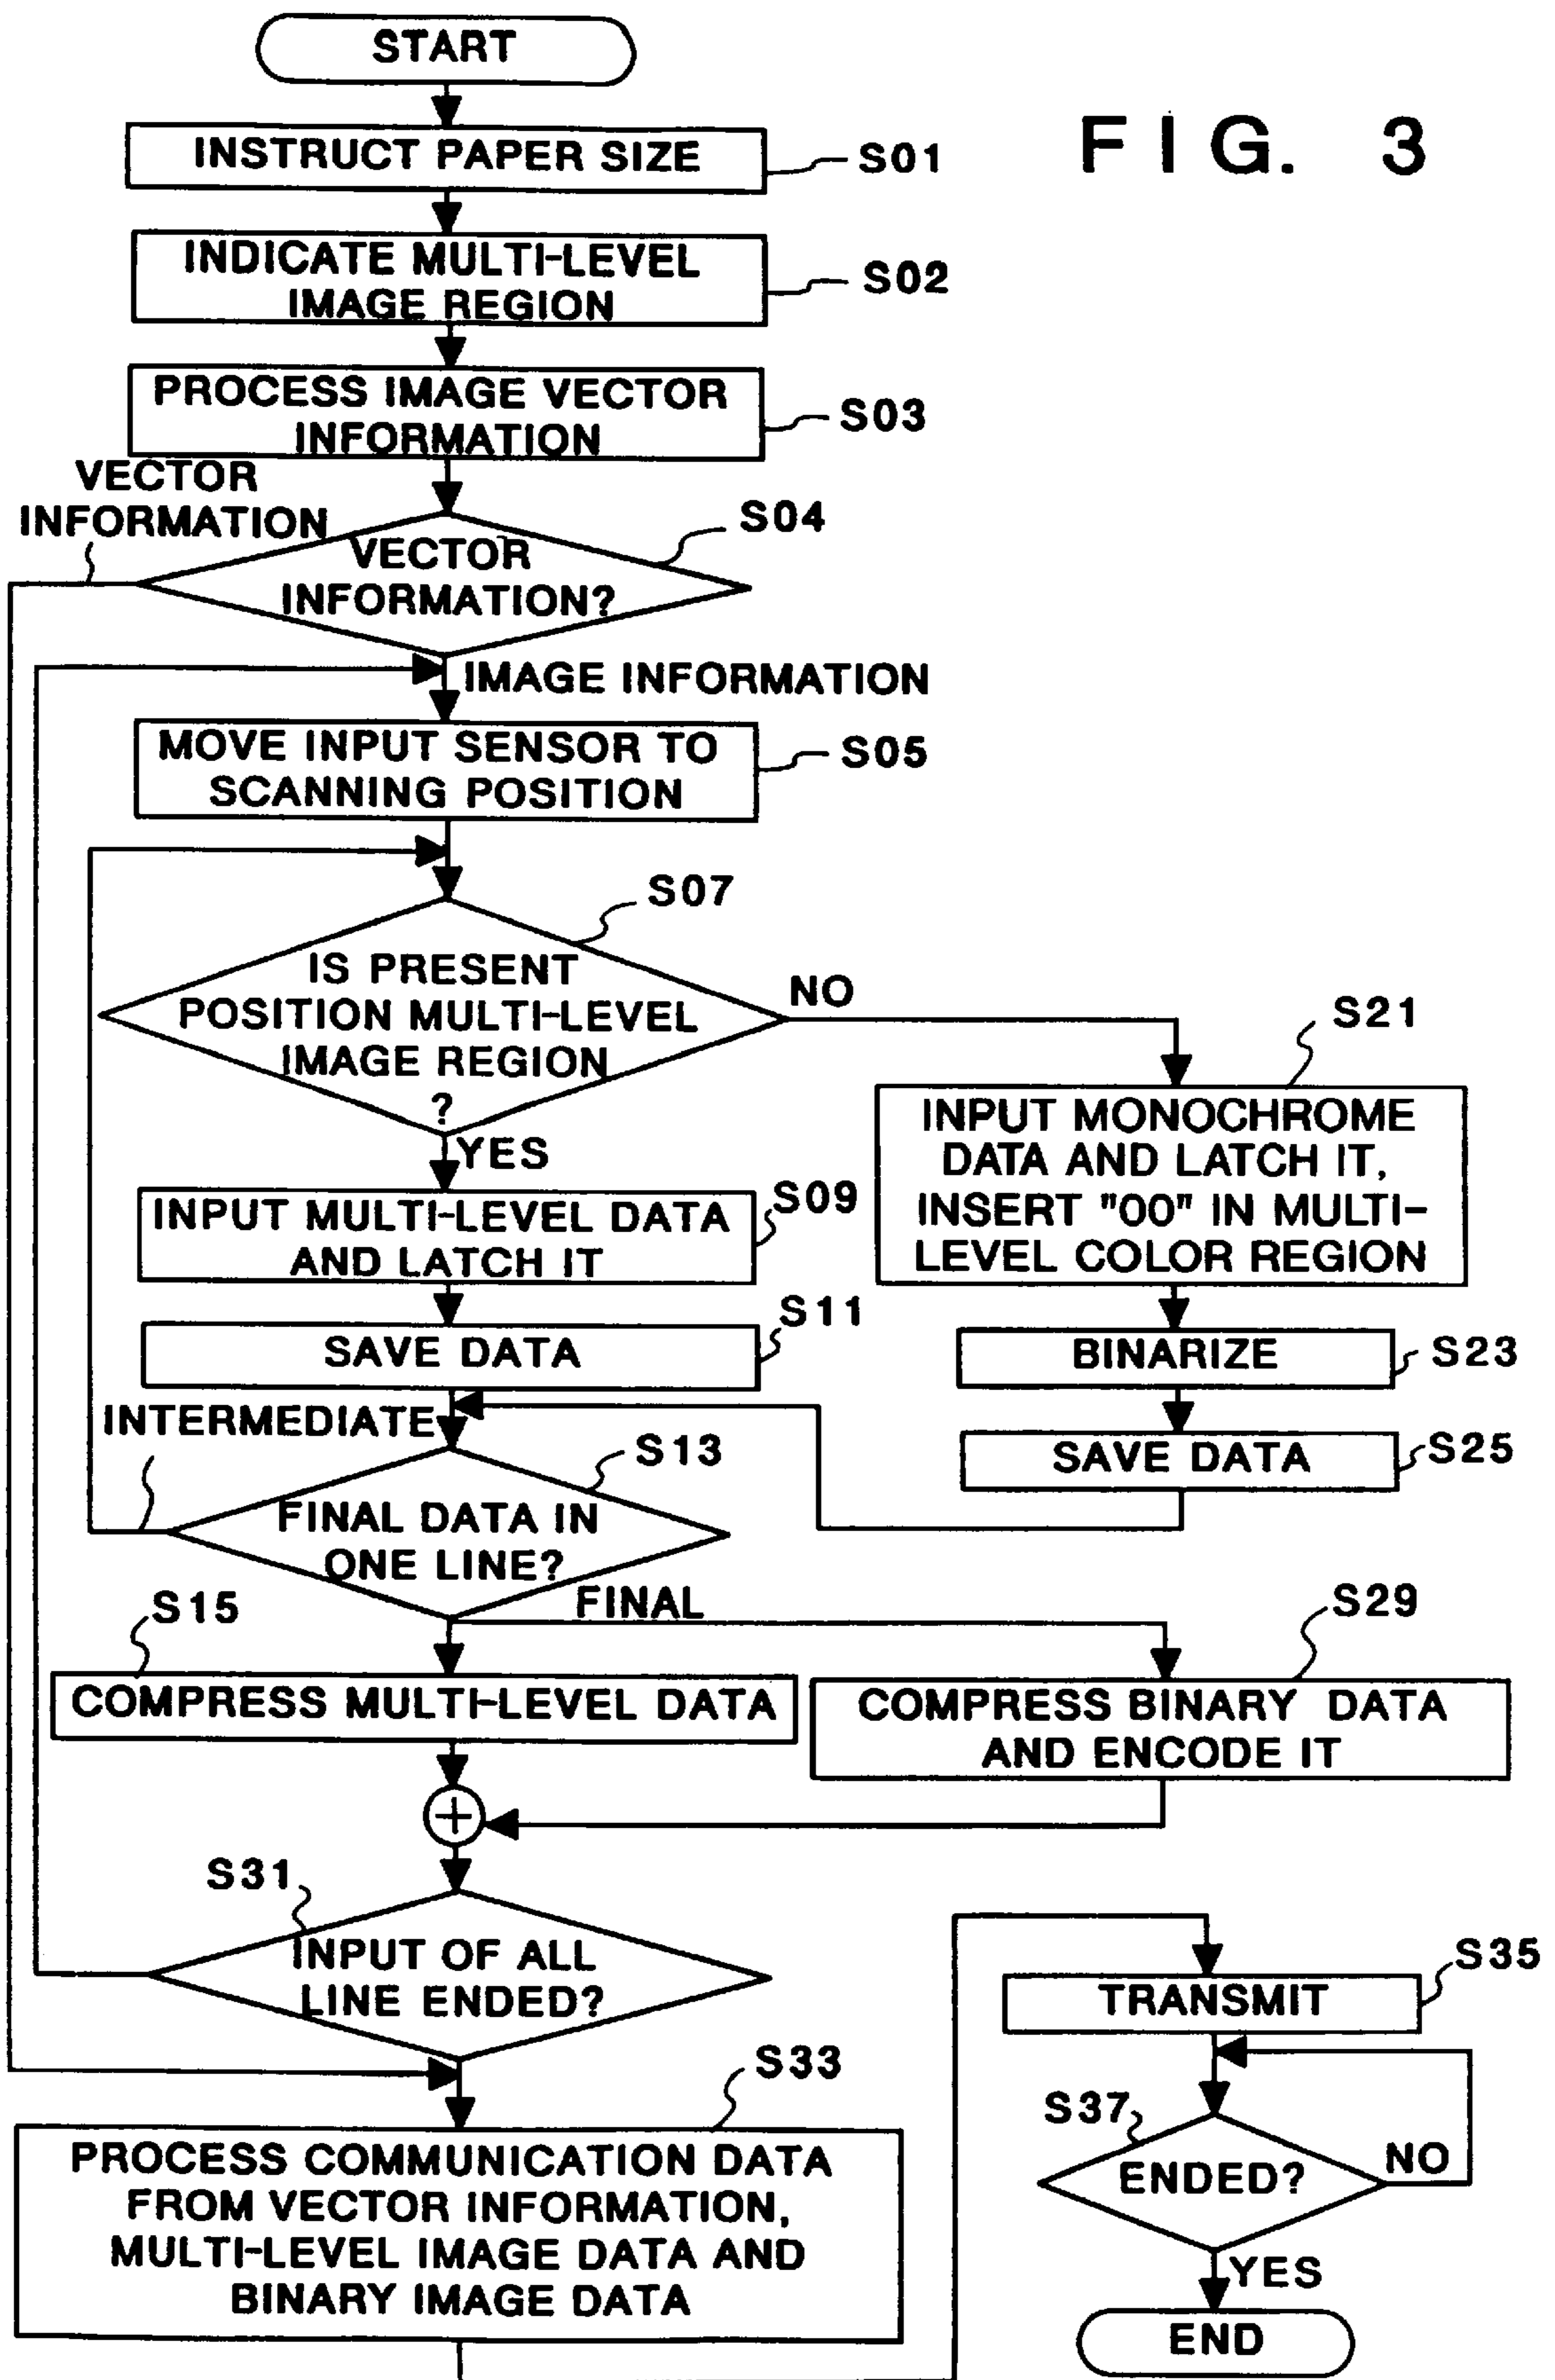 START
FIG. 3
INSTRUCT PAPER SIZE
S01
INDICATE MULTI-LEVEL
IMAGE REGION
S02
PROCESS IMAGE VECTOR
INFORMATION
S03
VECTOR
INFORMATION
S04
VECTOR
INFORMATION?
IMAGE INFORMATION
MOVE INPUT SENSOR TO
SCANNING POSITION
S05
S07
IS PRESENT
POSITION MULTI-LEVEL
IMAGE REGION
?
NO
YES
S21
INPUT MONOCHROME
DATA AND LATCH IT,
INSERT "00" IN MULTI-
LEVEL COLOR REGION
S09
INPUT MULTI-LEVEL DATA
AND LATCH IT
S11
SAVE DATA
BINARIZE
S23
SAVE DATA
S25
INTERMEDIATE
S13
FINAL DATA IN
ONE LINE?
FINAL
S15
COMPRESS MULTI-LEVEL DATA
S29
COMPRESS BINARY DATA
AND ENCODE IT
+
S31
INPUT OF ALL
LINE ENDED?
S33
PROCESS COMMUNICATION DATA
FROM VECTOR INFORMATION,
MULTI-LEVEL IMAGE DATA AND
BINARY IMAGE DATA
S35
TRANSMIT
S37
ENDED?
NO
YES
END